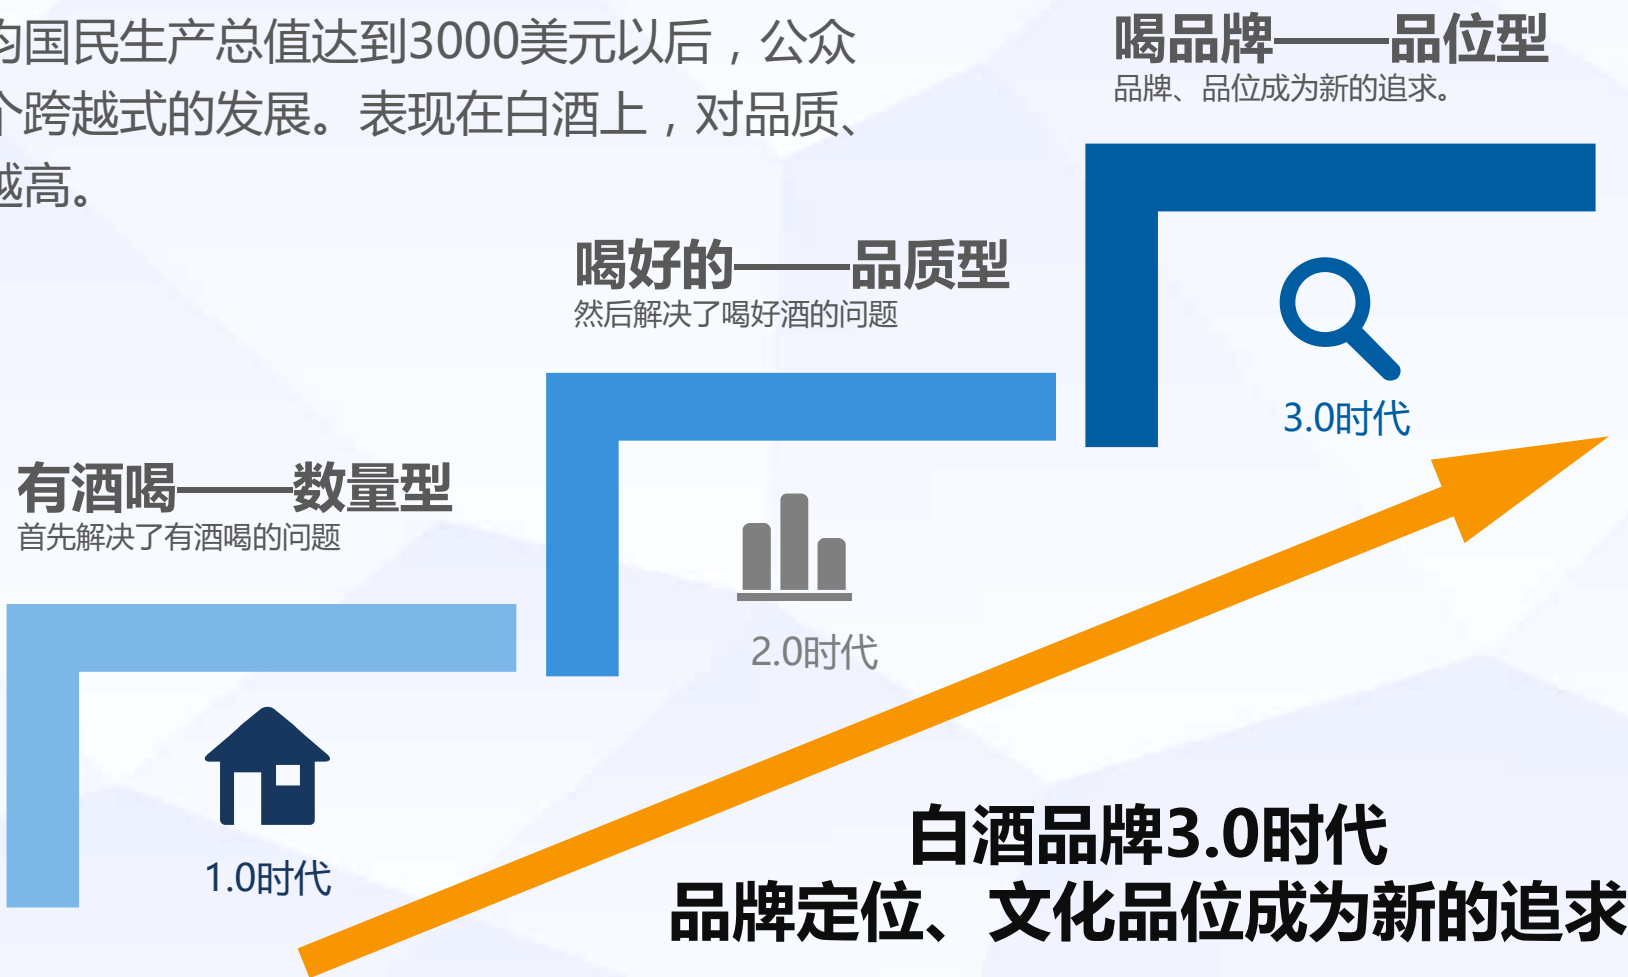 均国民生产总值达到3000美元以后，公众
个跨越式的发展。表现在白酒上，对品质、
越高。
喝品牌——品位型
品牌、品位成为新的追求。
喝好的——品质型
然后解决了喝好酒的问题
3.0时代
有酒喝——数量型
首先解决了有酒喝的问题
2.0时代
1.0时代
白酒品牌3.0时代
品牌定位、文化品位成为新的追求